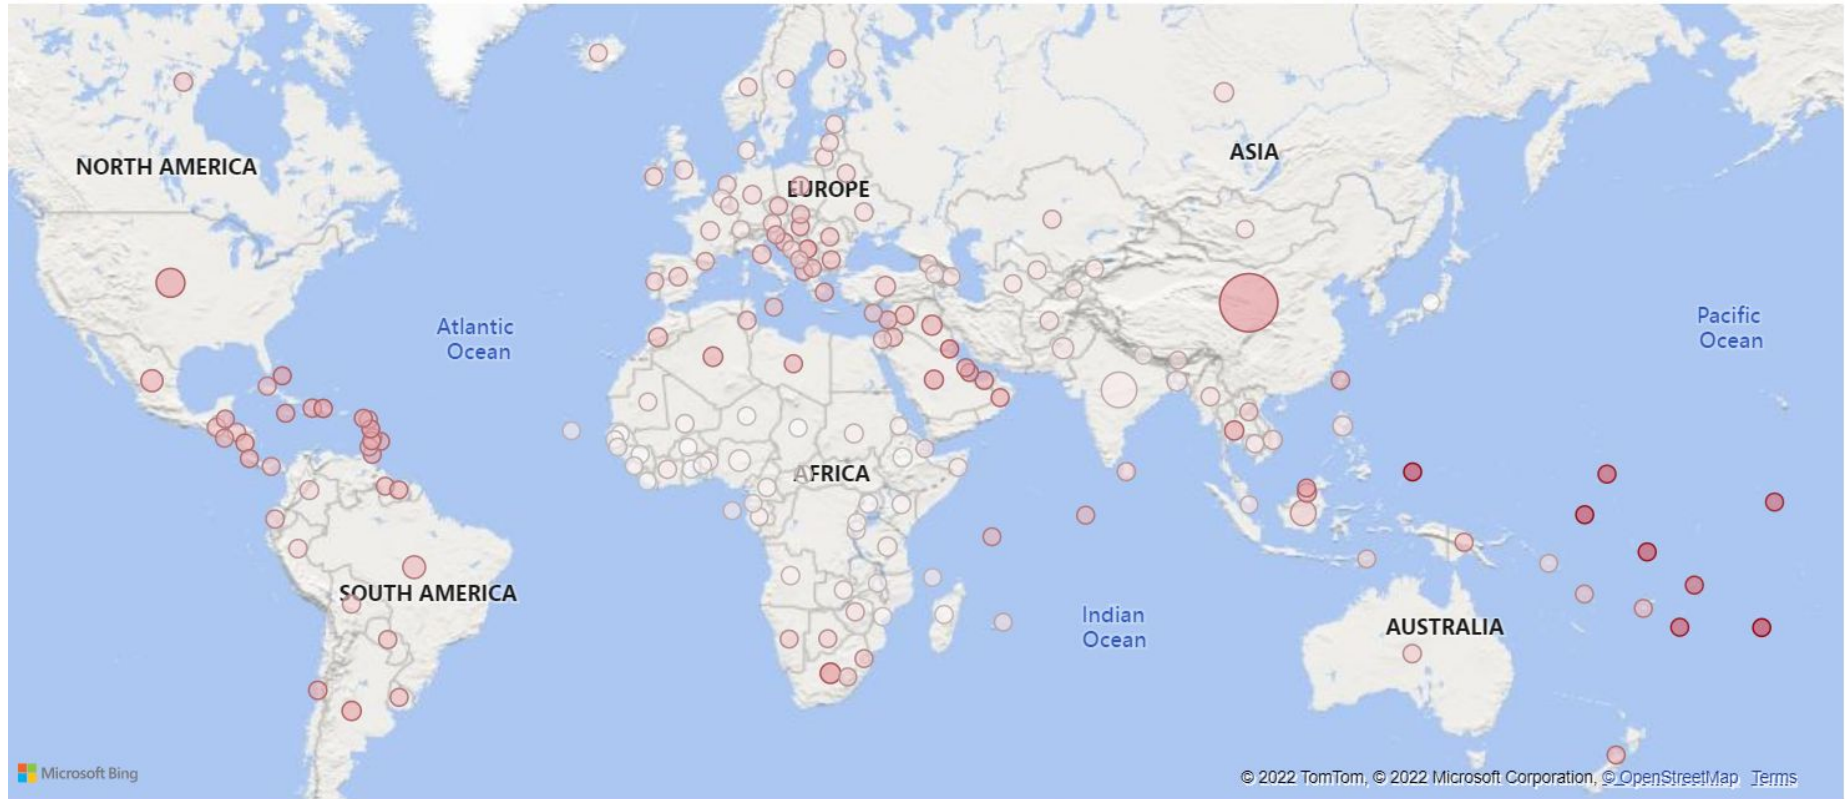 NORTH AMERICA
ASIA
EUROPE
Atlantic
Ocean
Pacific
Ocean
AFRICA
SOUTH AMERICA
Indian
Ocean
AUSTRALIA
Microsoft Bing
© 2022 TomTom, © 2022 Microsoft Corporation, © OpenStreetMap Terms